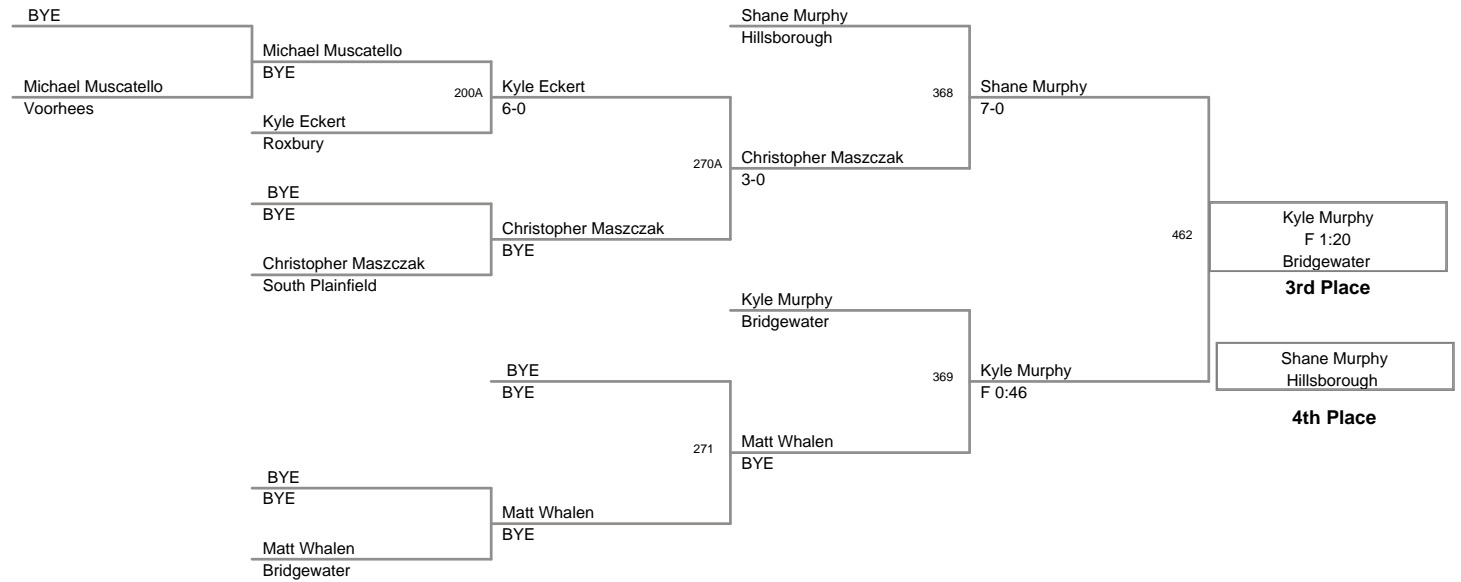 BYE
Michael Muscatello
Voorhees
Michael Muscatello
BYE
Kyle Eckert
Roxbury
200A
Kyle Eckert
6-0
BYE
BYE
Christopher Maszczak
South Plainfield
Christopher Maszczak
BYE
270A
Shane Murphy
Hillsborough
Christopher Maszczak
3-0
368
Shane Murphy
7-0
BYE
BYE
BYE
BYE
Matt Whalen
Bridgewater
Matt Whalen
BYE
271
Kyle Murphy
Bridgewater
Matt Whalen
BYE
369
Kyle Murphy
F 0:46
462
Kyle Murphy
F 1:20
Bridgewater
3rd Place
Shane Murphy
Hillsborough
4th Place